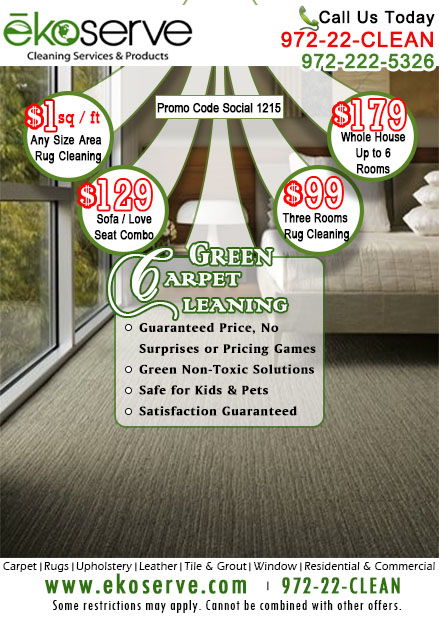 ēkoserve
Cleaning Services & Products
Call Us Today
972-22-CLEAN
972-222-5326
Promo Code Social 1215
$1 sq / ft
Any Size Area
Rug Cleaning
$179
Whole House
Up to 6
Rooms
$129
Sofa / Love
Seat Combo
$99
Three Rooms
Rug Cleaning
Green
Carpet
Cleaning
Guaranteed Price, No
Surprises or Pricing Games
Green Non-Toxic Solutions
Safe for Kids & Pets
Satisfaction Guaranteed
Carpet | Rugs | Upholstery | Leather | Tile & Grout | Window | Residential & Commercial
www.ekoserve.com | 972-22-CLEAN
Some restrictions may apply. Cannot be combined with other offers.